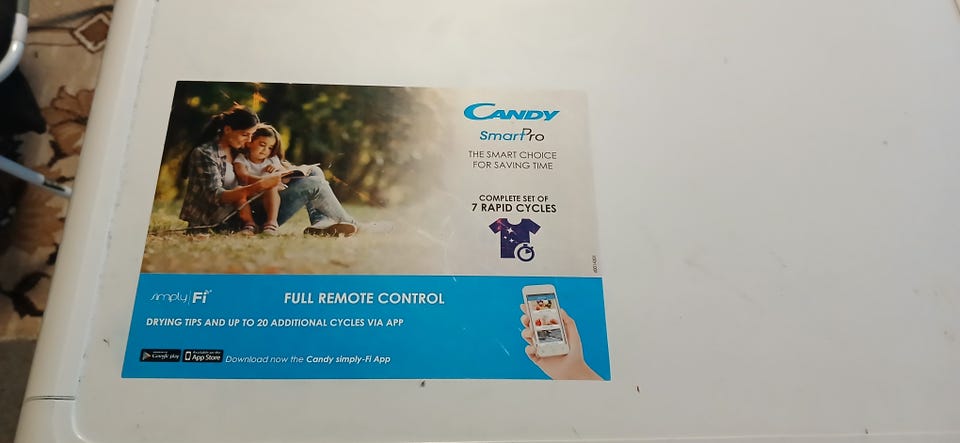 CANDY
SmartPro
THE SMART CHOICE
FOR SAVING TIME
COMPLETE SET OF
7 RAPID CYCLES
simply Fi
FULL REMOTE CONTROL
DRYING TIPS AND UP TO 20 ADDITIONAL CYCLES VIA APP
Google play
App Store
Download now the Candy simply-Fi App